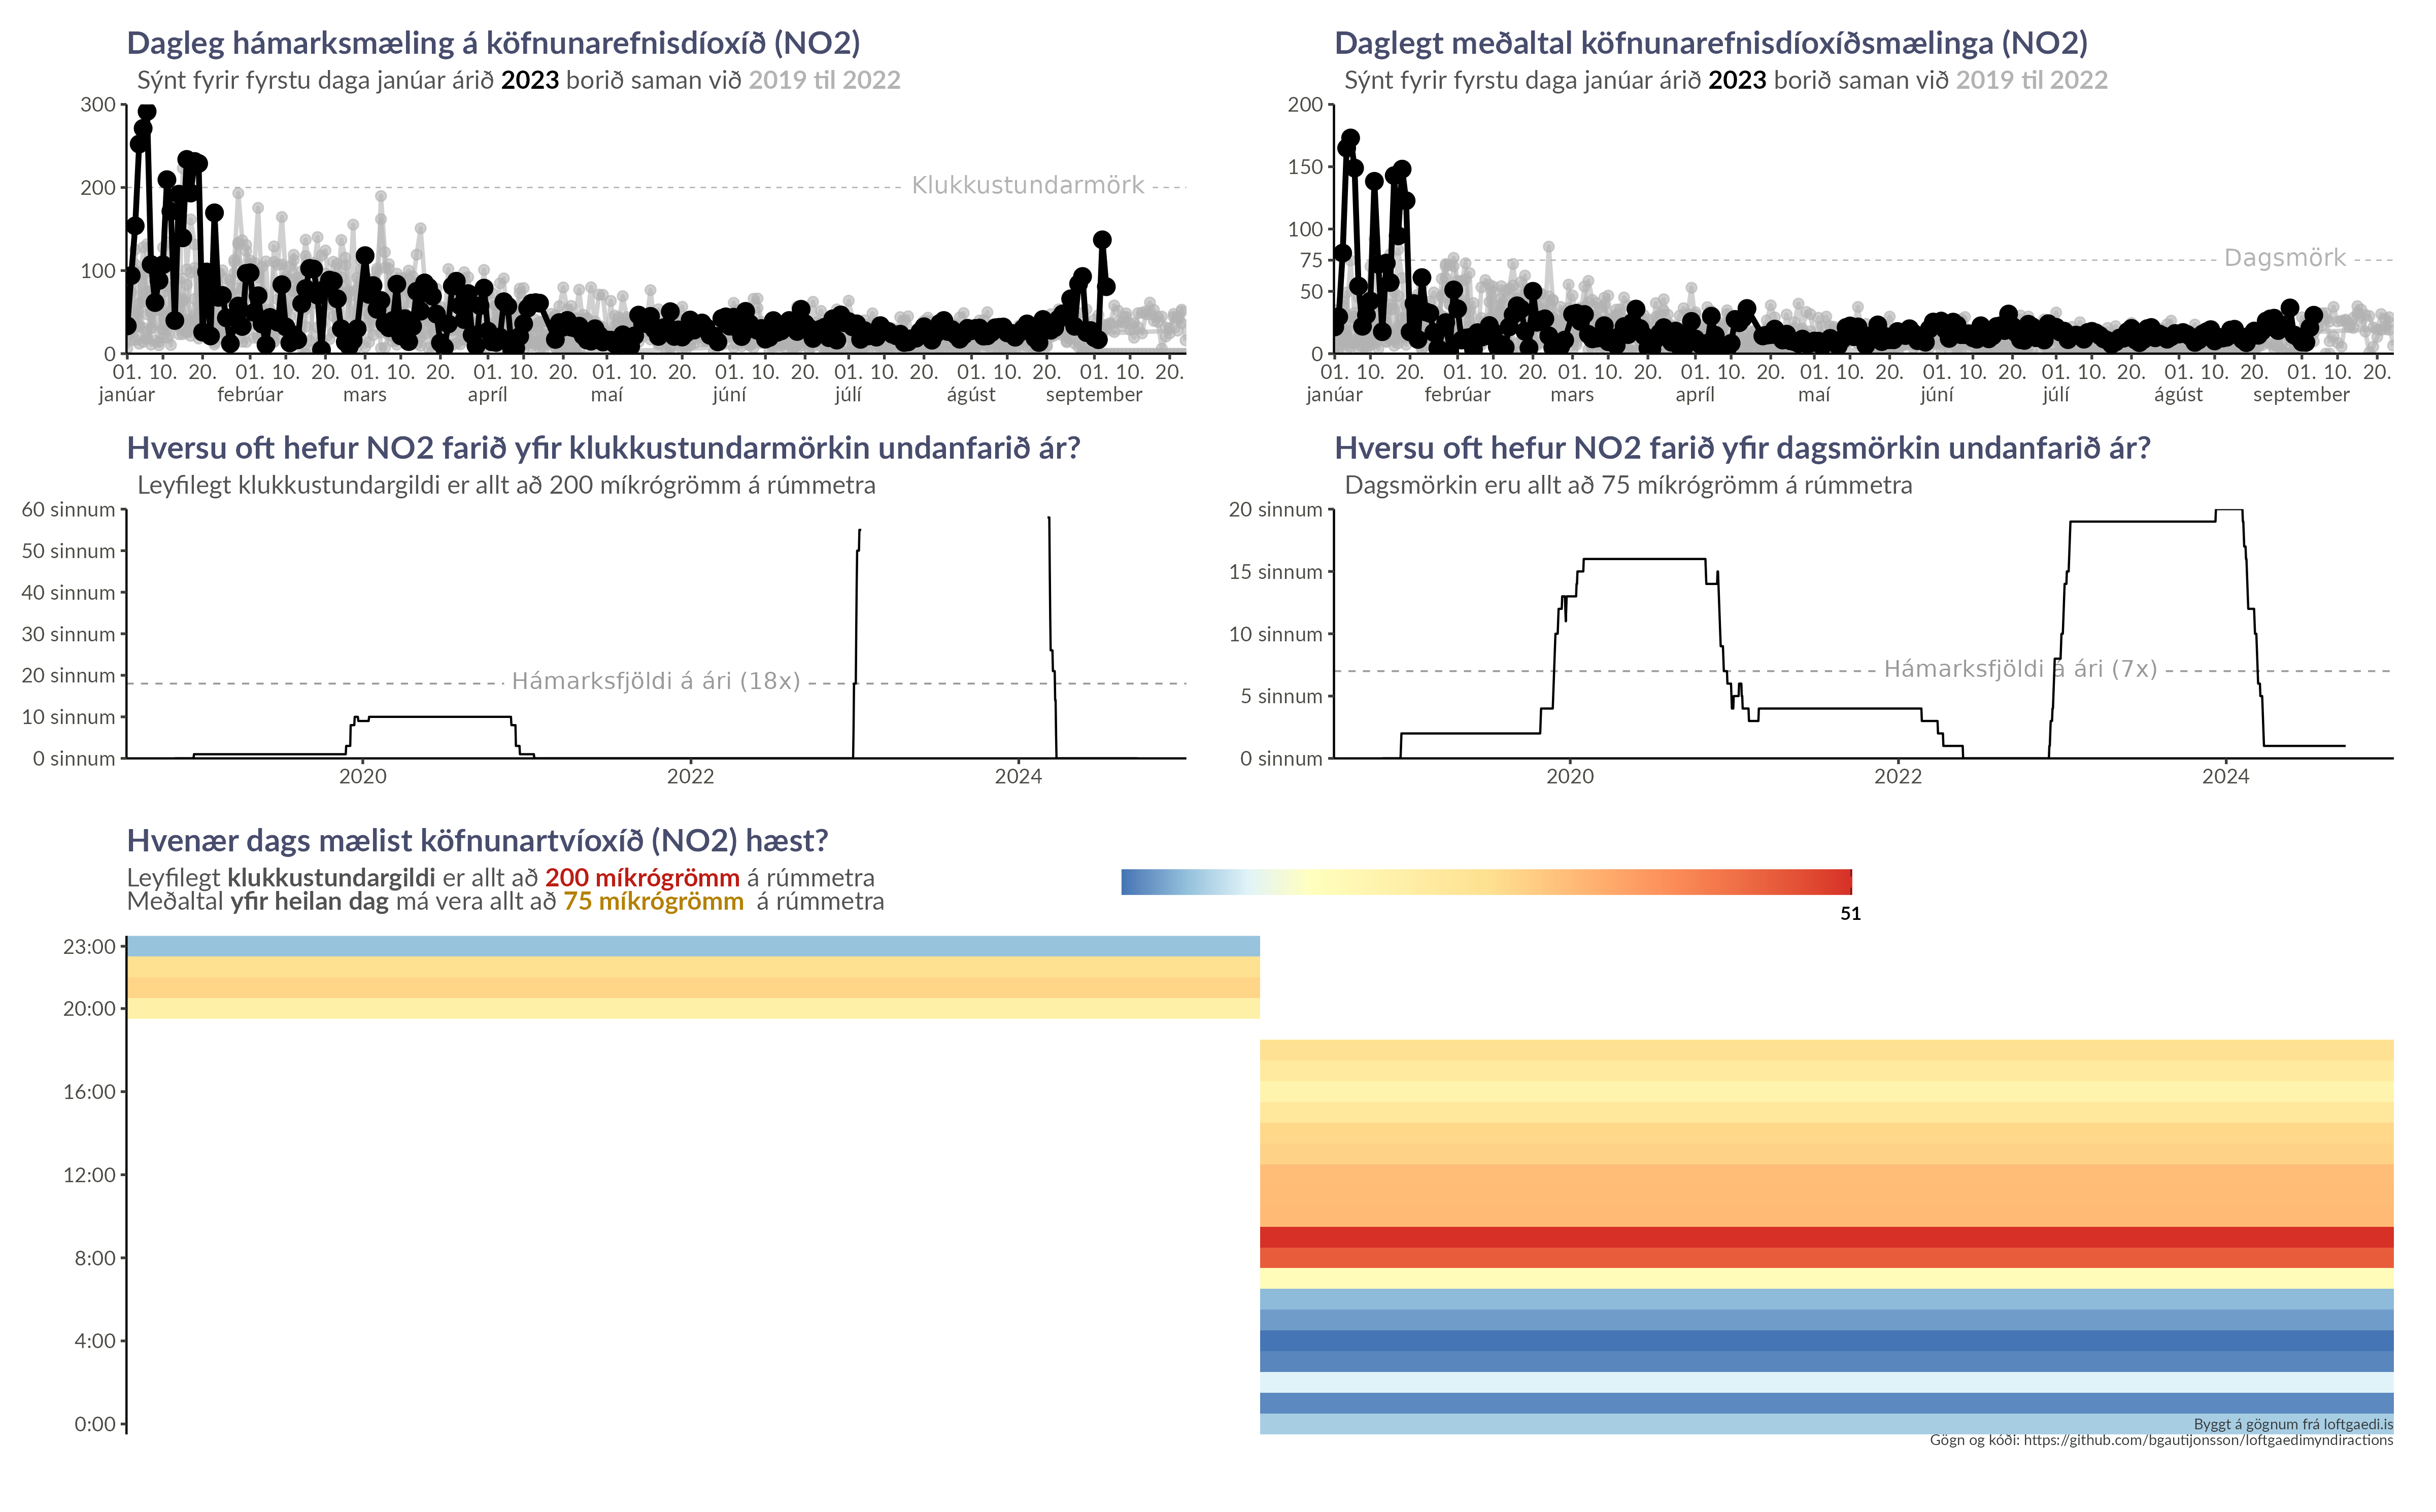 Dagleg hámarksmæling á köfnunarefnisdíoxíð (NO2)
Sýnt fyrir fyrstu daga janúar árið 2023 borið saman við 2019 til 2022
300
200
100
0
Klukkustundarmörk
01. 10. 20. 01. 10. 20. 01. 10. 20. 01. 10. 20. 01. 10. 20. 01. 10. 20. 01. 10. 20. 01. 10. 20. 01. 10. 20.
janúar febrúar mars apríl maí júní júlí ágúst september
Daglegt meðaltal köfnunarefnisdíoxíðsmælinga (NO2)
Sýnt fyrir fyrstu daga janúar árið 2023 borið saman við 2019 til 2022
200
150
100
75
50
0
Dagsmörk
01. 10. 20. 01. 10. 20. 01. 10. 20. 01. 10. 20. 01. 10. 20. 01. 10. 20. 01. 10. 20. 01. 10. 20. 01. 10. 20.
janúar febrúar mars apríl maí júní júlí ágúst september
Hversu oft hefur NO2 farið yfir klukkustundarmörkin undanfarið ár?
Leyfilegt klukkustundargildi er allt að 200 míkrógrömm á rúmmetra
60 sinnum
50 sinnum
40 sinnum
30 sinnum
20 sinnum
10 sinnum
0 sinnum
Hámarksfjöldi á ári (18x)
2020 2022 2024
Hversu oft hefur NO2 farið yfir dagsmörkin undanfarið ár?
Dagsmörkin eru allt að 75 míkrógrömm á rúmmetra
20 sinnum
15 sinnum
10 sinnum
5 sinnum
0 sinnum
Hámarksfjöldi á ári (7x)
2020 2022 2024
Hvenær dags mælist köfnunartvíoxíð (NO2) hæst?
Leyfilegt klukkustundargildi er allt að 200 míkrógrömm á rúmmetra
Meðaltal yfir heilan dag má vera allt að 75 míkrógrömm á rúmmetra
51
23:00
20:00
16:00
12:00
8:00
4:00
0:00
Byggt á gögnum frá loftgaedi.is
Gögn og kóði: https://github.com/bgautijonsson/loftgaedimyndiractions